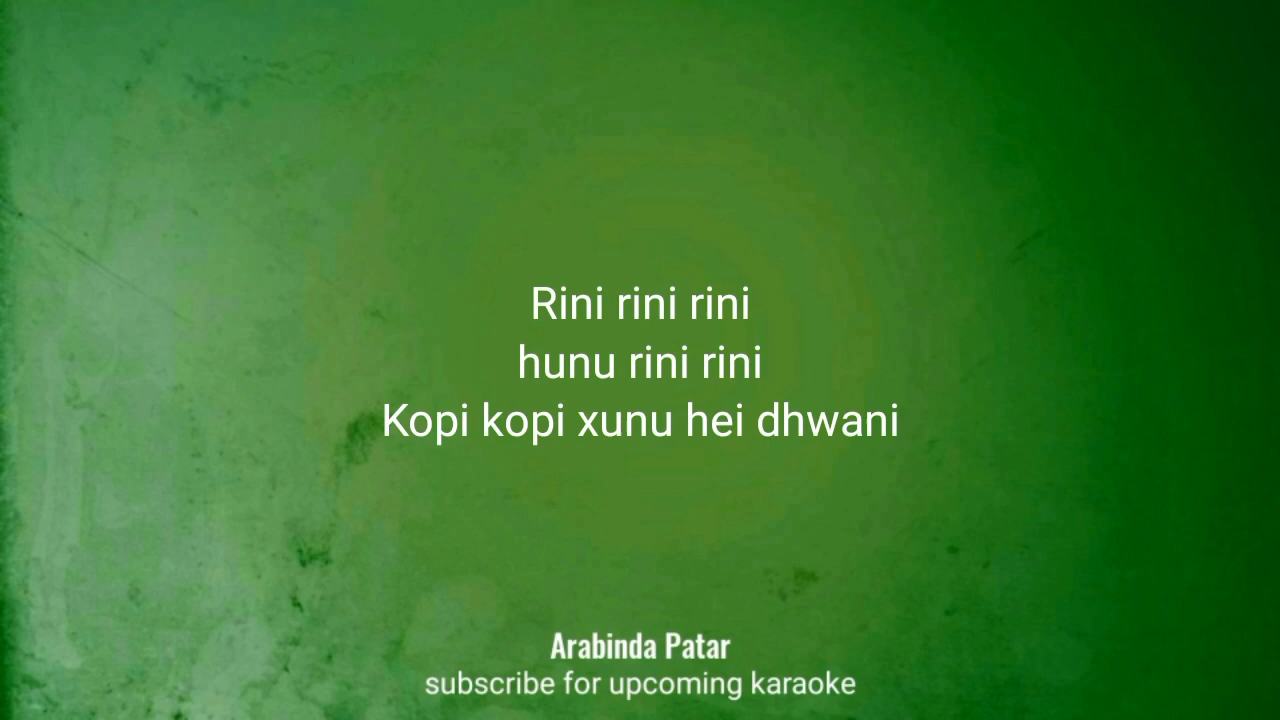 Rini rini rini
hunu rini rini
Kopi kopi xunu hei dhwani
Arabinda Patar
subscribe for upcoming karaoke